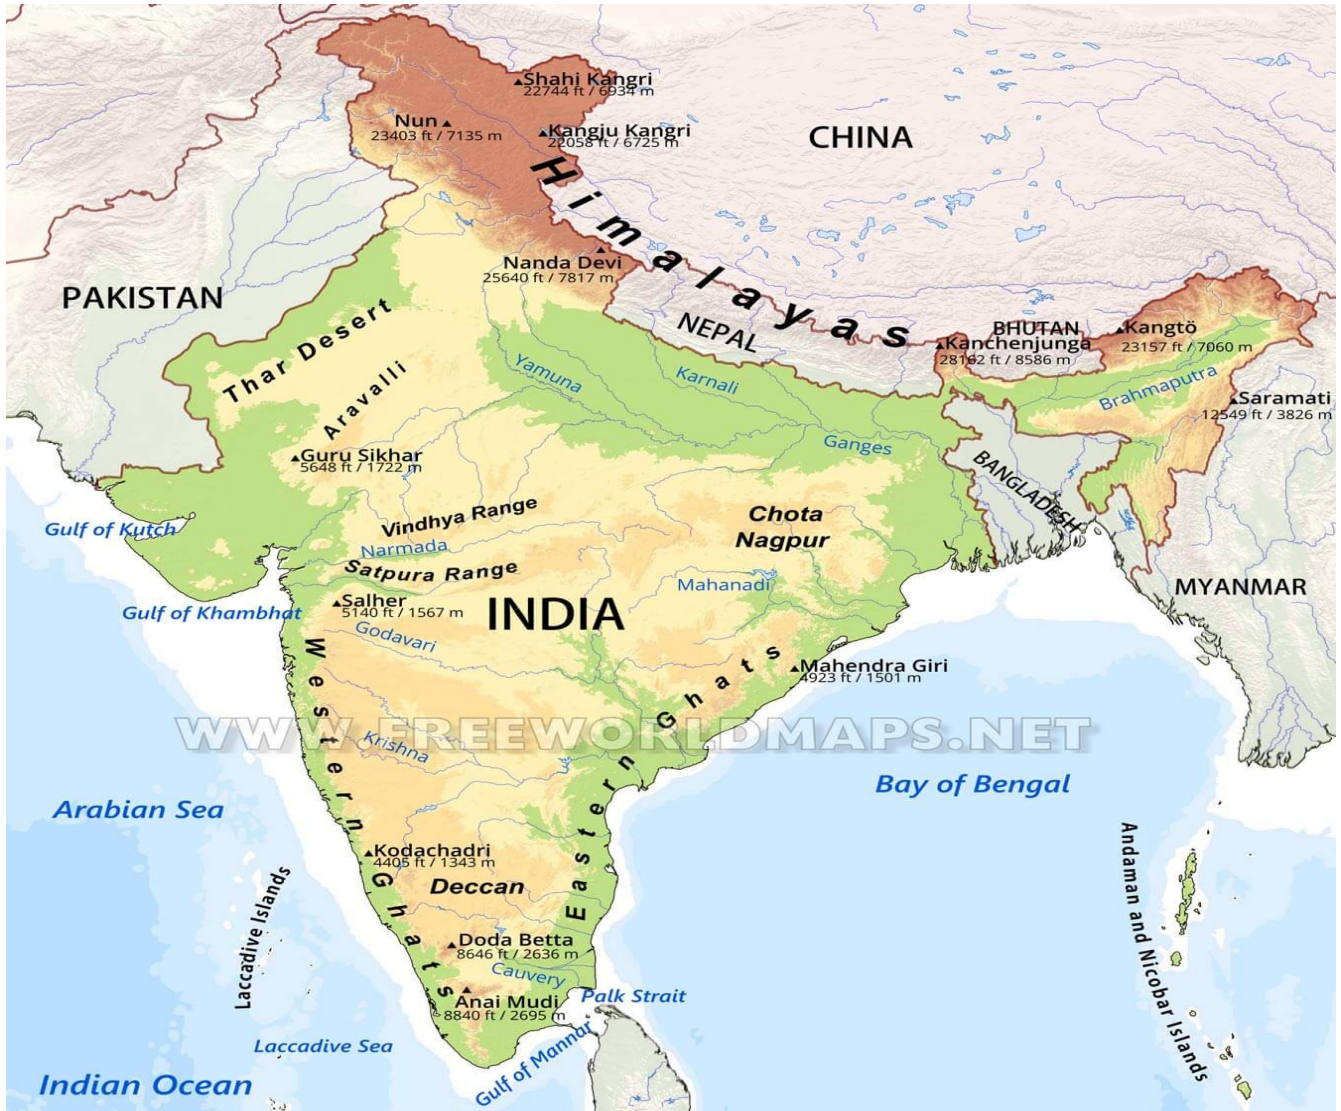 Shahi Kangri
22744 ft / 6934 m
Nun
23403 ft / 7135 m
Kangju Kangri
22058 ft / 6725 m
CHINA
Himalayas
Nanda Devi
25640 ft / 7817 m
PAKISTAN
Thar Desert
NEPAL
BHUTAN
Kangtö
23157 ft / 7060 m
Kanchenjunga
28162 ft / 8586 m
Yamuna
Karnali
Brahmaputra
Saramati
12549 ft / 3826 m
Aravalli
Ganges
Guru Sikhar
5648 ft / 1722 m
BANGLADESH
Gulf of Kutch
Vindhya Range
Chota
Nagpur
Narmada
Satpura Range
Mahanadi
MYANMAR
Gulf of Khambhat
Salher
5140 ft / 1567 m
INDIA
Godavari
Western Ghats
Eastern Ghats
Mahendra Giri
4923 ft / 1501 m
WWW.FREEWORLDMAPS.NET
Krishna
Bay of Bengal
Arabian Sea
Kodachadri
4405 ft / 1343 m
Deccan
Laccadive Islands
Andaman and Nicobar Islands
Doda Betta
8646 ft / 2636 m
Cauvery
Anai Mudi
8840 ft / 2695 m
Palk Strait
Laccadive Sea
Gulf of Mannar
Indian Ocean